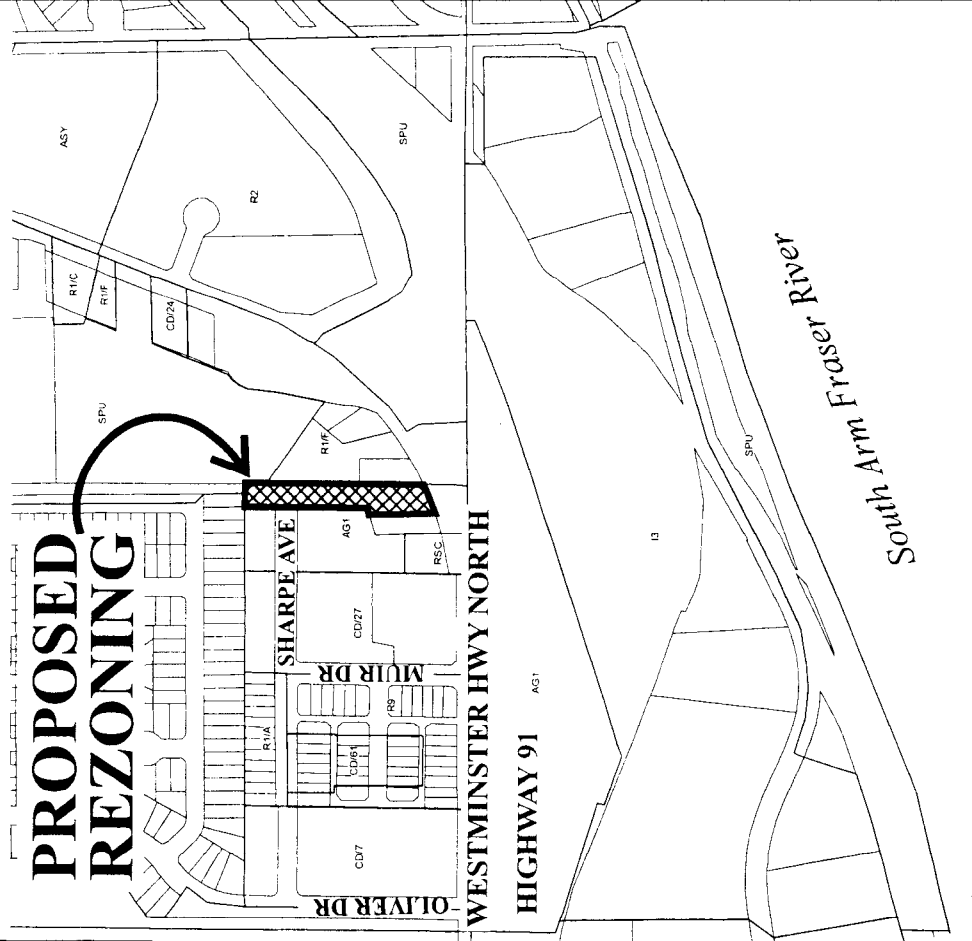 PROPOSED
REZONING
ASY
R2
SPU
R1/C
R1/F
CD/24
SPU
R1/F
SHARPE AVE
AG1
RSC
CD/27
MUIR DR
R9
R1/A
CD/61
CD/7
OLIVER DR
WESTMINSTER HWY NORTH
HIGHWAY 91
AG1
I3
SPU
South Arm Fraser River